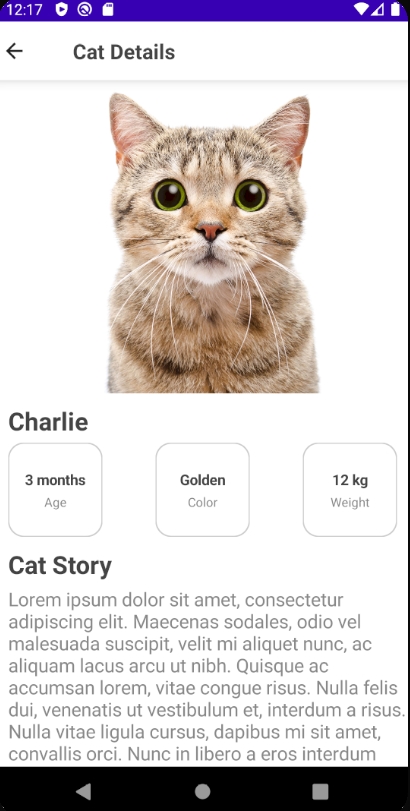 12:17
Cat Details
Charlie
3 months
Age
Golden
Color
12 kg
Weight
Cat Story
Lorem ipsum dolor sit amet, consectetur
adipiscing elit. Maecenas sodales, odio vel
malesuada suscipit, velit mi aliquet nunc, ac
aliquam lacus arcu ut nibh. Quisque ac
accumsan lorem, vitae congue risus. Nulla felis
dui, venenatis ut vestibulum et, interdum a risus.
Nulla vitae ligula cursus, dapibus mi sit amet,
convallis orci. Nunc in libero a eros interdum